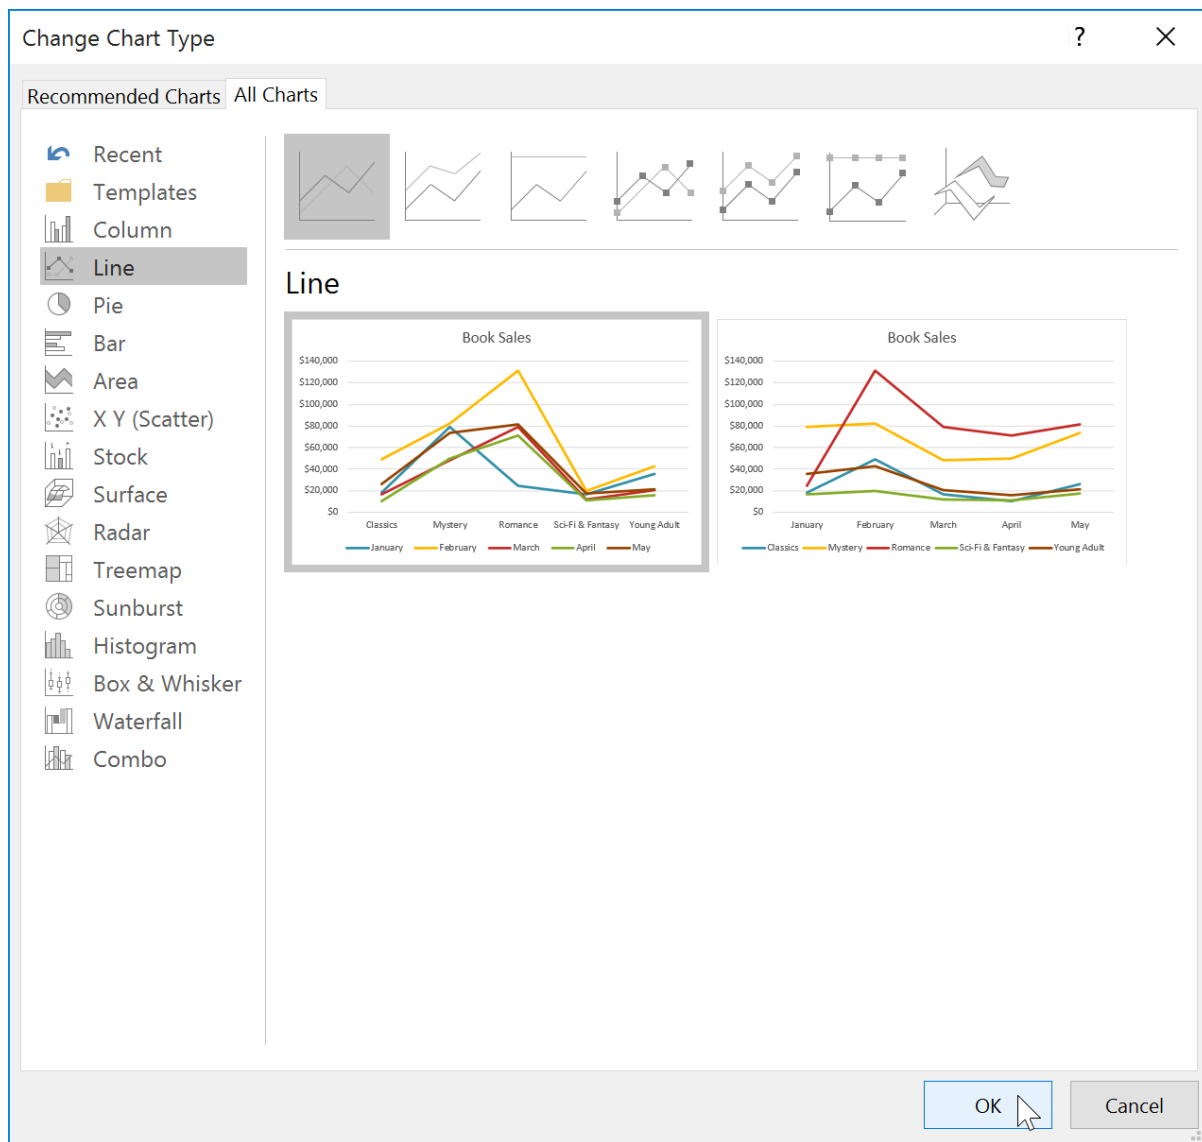 Change Chart Type
?
Recommended Charts All Charts
Recent
Templates
Column
Line
Pie
Bar
Area
X Y (Scatter)
Stock
Surface
Radar
Treemap
Sunburst
Histogram
Box & Whisker
Waterfall
Combo
Line
Book Sales
$140,000
$120,000
$100,000
$80,000
$60,000
$40,000
$20,000
$0
Classics Mystery Romance Sci-Fi & Fantasy Young Adult
January February March April May
Book Sales
$140,000
$120,000
$100,000
$80,000
$60,000
$40,000
$20,000
$0
January February March April May
Classics Mystery Romance Sci-Fi & Fantasy Young Adult
OK Cancel